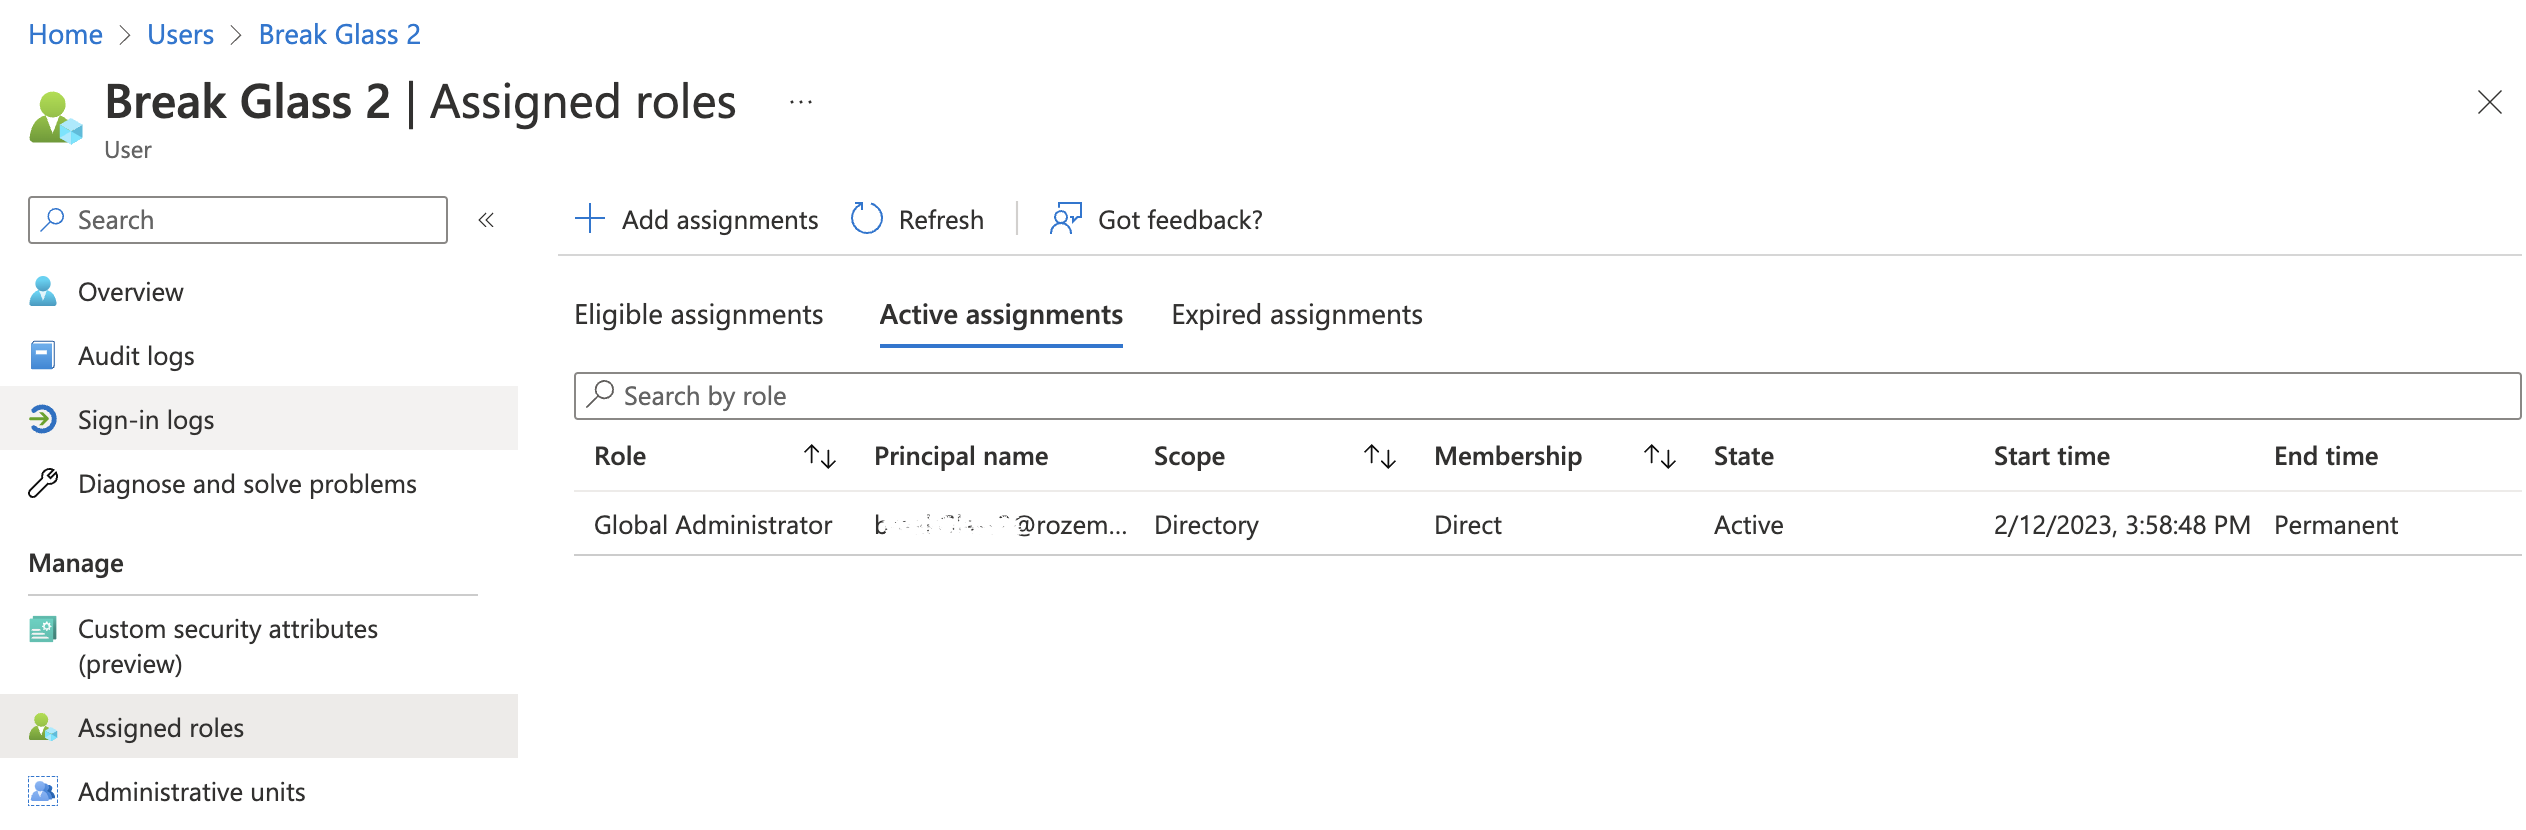 Home > Users > Break Glass 2
Break Glass 2 | Assigned roles ...
User
Search «
Overview
Audit logs
Sign-in logs
Diagnose and solve problems
Manage
Custom security attributes
(preview)
Assigned roles
Administrative units
Add assignments Refresh Got feedback?
Eligible assignments Active assignments Expired assignments
Search by role
Role Principal name Scope Membership State Start time End time
Global Administrator @rozem... Directory Direct Active 2/12/2023, 3:58:48 PM Permanent